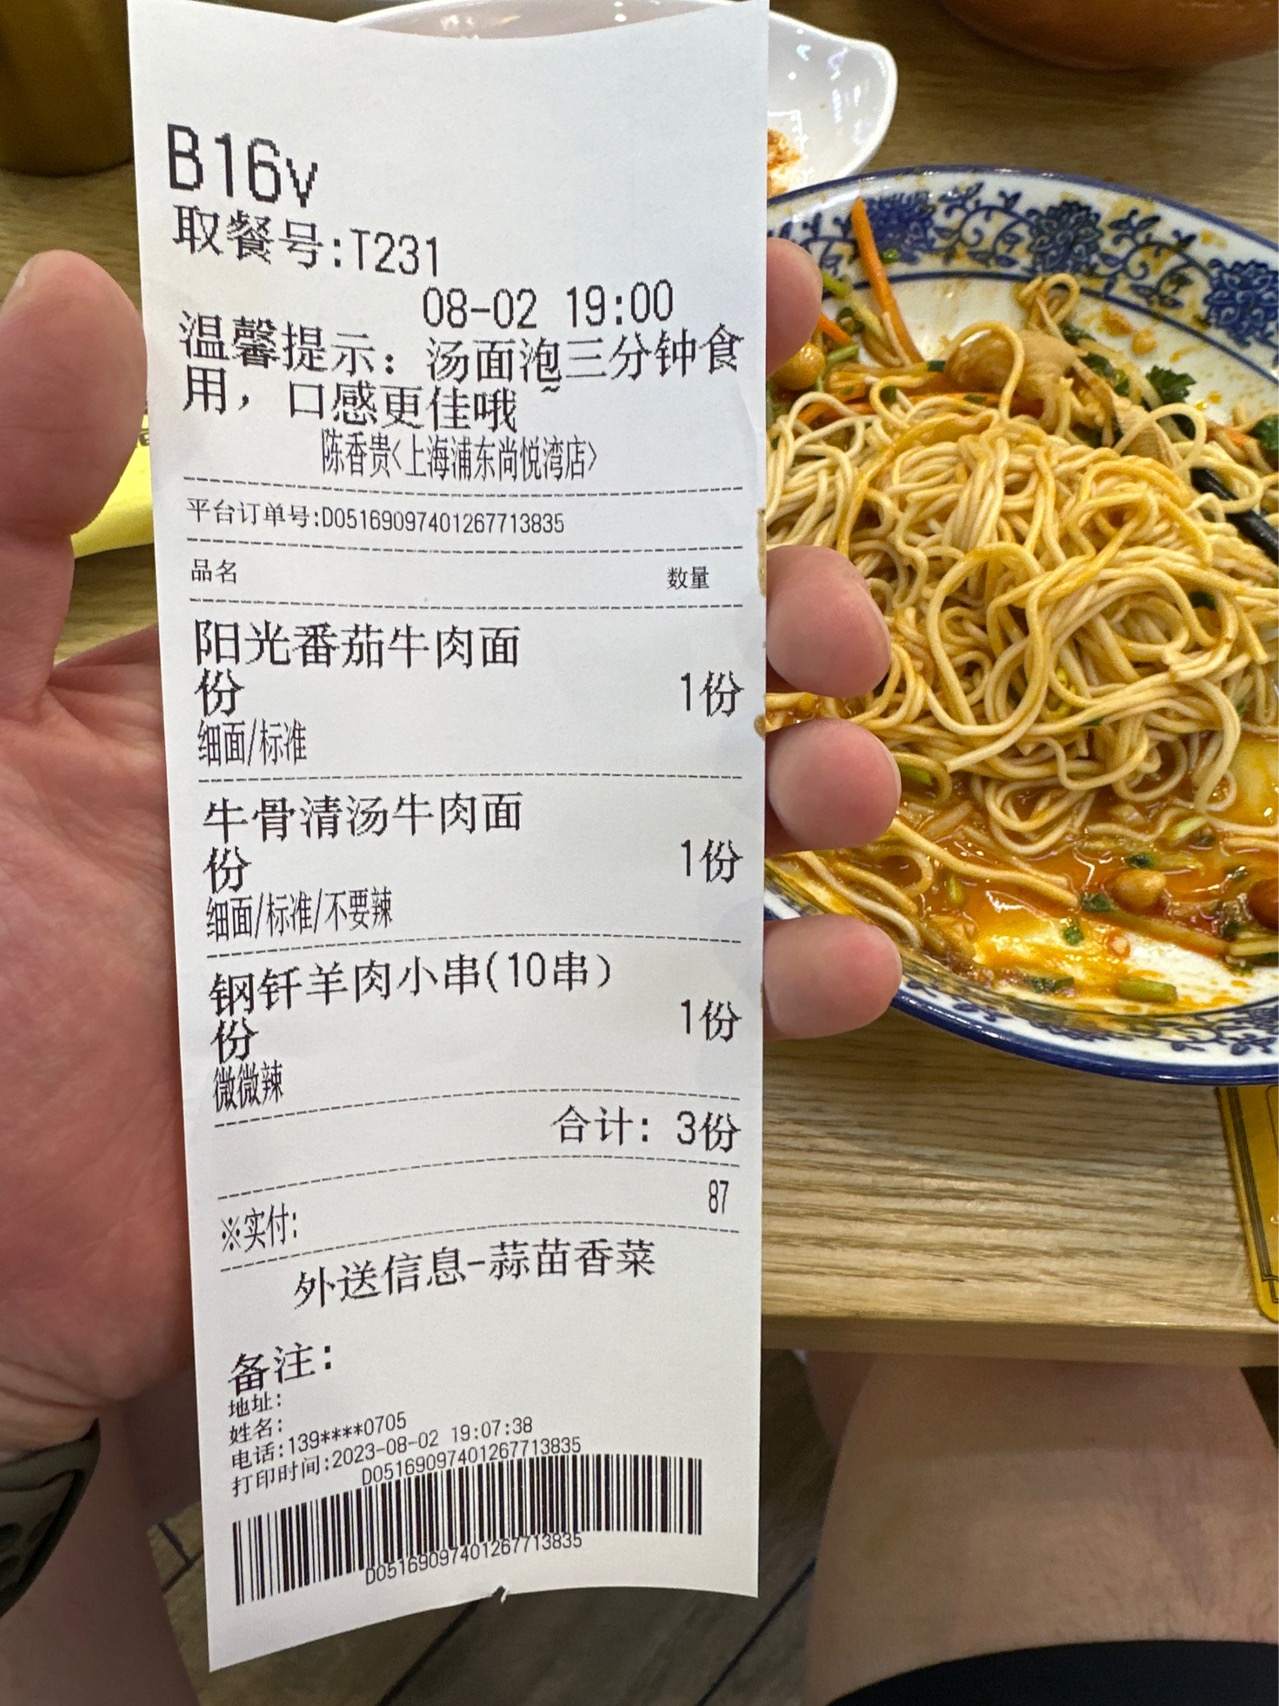 B16v
取餐号:T231
08-02 19:00
温馨提示：汤面泡三分钟食
用，口感更佳哦~
陈香贵<上海浦东尚悦湾店>
平台订单号:D05169097401267713835
品名 数量
阳光番茄牛肉面
份 1份
细面/标准
牛骨清汤牛肉面
份 1份
细面/标准/不要辣
钢钎羊肉小串(10串）
份 1份
微微辣
合计: 3份
87
※实付:
外送信息-蒜苗香菜
备注:
地址:
姓名:
电话:139****0705
打印时间:2023-08-02 19:07:38
D05169097401267713835
D05169097401267713835